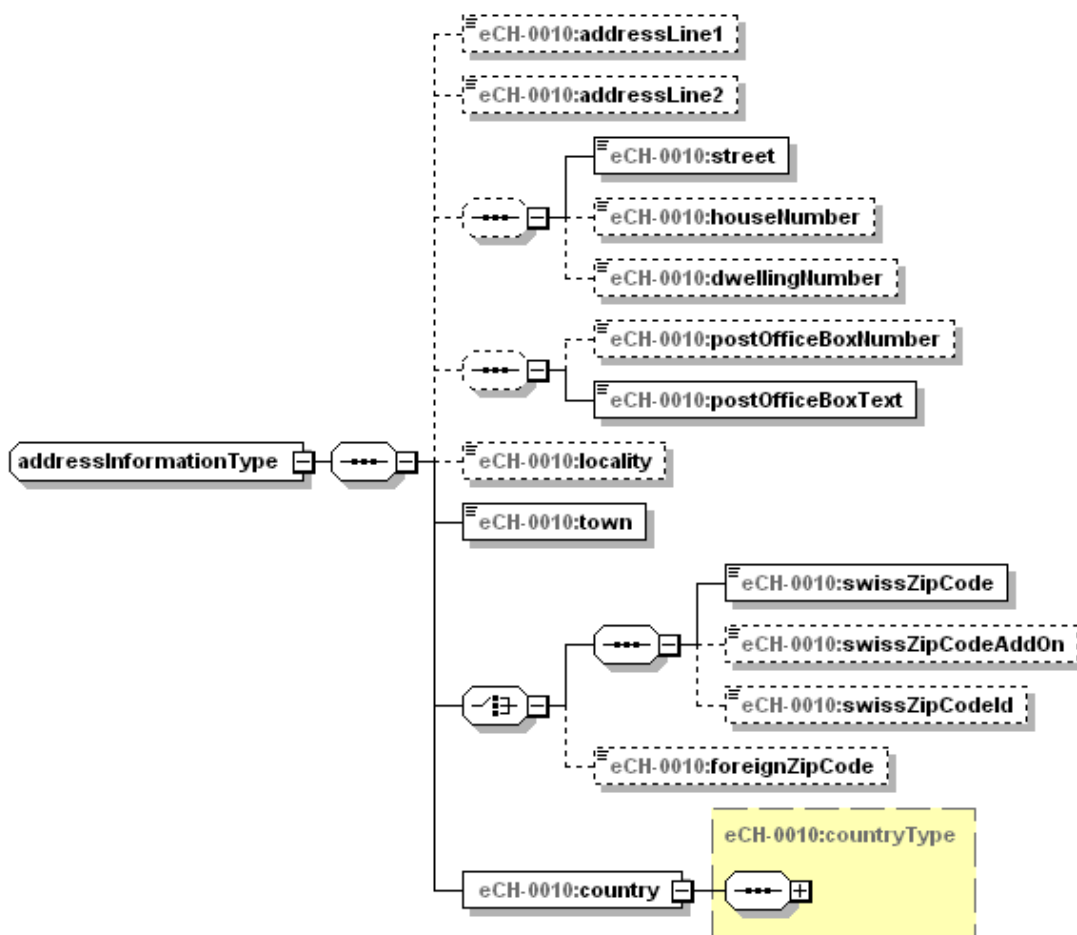 eCH-0010:addressLine1
eCH-0010:addressLine2
eCH-0010:street
eCH-0010:houseNumber
eCH-0010:dwellingNumber
eCH-0010:postOfficeBoxNumber
eCH-0010:postOfficeBoxText
addressInformationType
eCH-0010:locality
eCH-0010:town
eCH-0010:swissZipCode
eCH-0010:swissZipCodeAddOn
eCH-0010:swissZipCodeId
eCH-0010:foreignZipCode
eCH-0010:countryType
eCH-0010:country